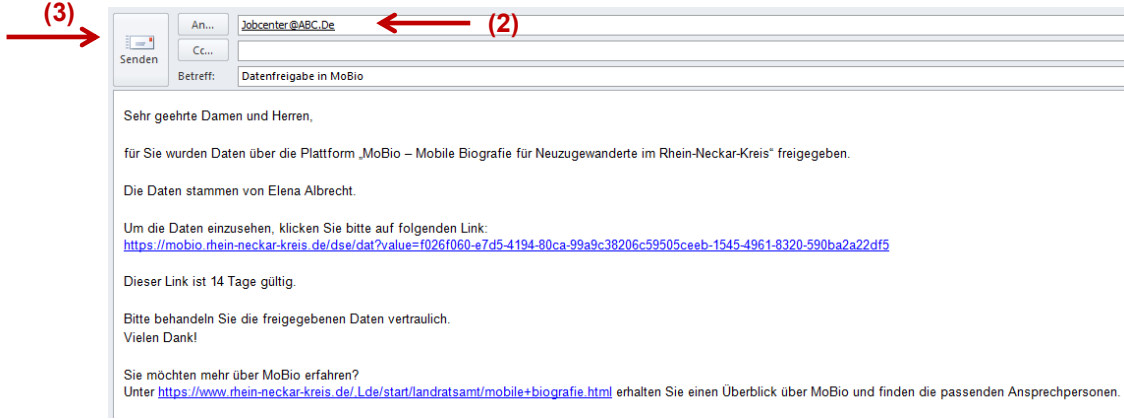 (3)
An...
Jobcenter@ABC.De
(2)
Senden
Cc...
Betreff:
Datenfreigabe in MoBio
Sehr geehrte Damen und Herren,
für Sie wurden Daten über die Plattform „MoBio – Mobile Biografie für Neuzugewanderte im Rhein-Neckar-Kreis“ freigegeben.
Die Daten stammen von Elena Albrecht.
Um die Daten einzusehen, klicken Sie bitte auf folgenden Link:
https://mobio.rhein-neckar-kreis.de/dse/dat?value=f026f060-e7d5-4194-80ca-99a9c38206c59505ceeb-1545-4961-8320-590ba2a22df5
Dieser Link ist 14 Tage gültig.
Bitte behandeln Sie die freigegebenen Daten vertraulich.
Vielen Dank!
Sie möchten mehr über MoBio erfahren?
Unter https://www.rhein-neckar-kreis.de/,Lde/start/landratsamt/mobile+biografie.html erhalten Sie einen Überblick über MoBio und finden die passenden Ansprechpersonen.